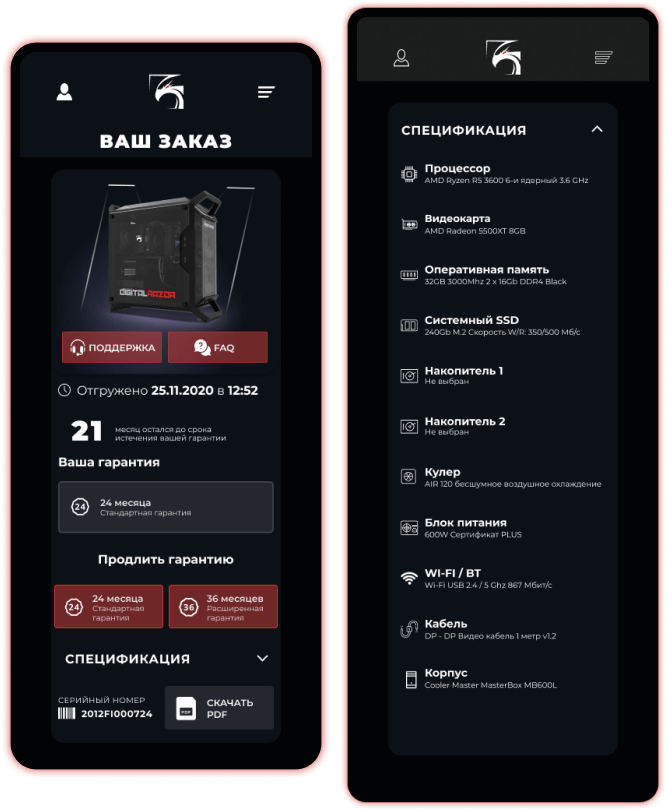 ВАШ ЗАКАЗ
DIGITALRAZOR
ПОДДЕРЖКА
? FAQ
Отгружено 25.11.2020 в 12:52
21 месяц остался до срока
истечения вашей гарантии
Ваша гарантия
24 24 месяца
Стандартная гарантия
Продлить гарантию
24 24 месяца
Стандартная
гарантия
36 36 месяцев
Расширенная
гарантия
СПЕЦИФИКАЦИЯ
СЕРИЙНЫЙ НОМЕР
2012FI000724
PDF СКАЧАТЬ
PDF
СПЕЦИФИКАЦИЯ
Процессор
AMD Ryzen R5 3600 6-и ядерный 3.6 GHz
Видеокарта
AMD Radeon 5500XT 8GB
Оперативная память
32GB 3000Mhz 2 x 16Gb DDR4 Black
Системный SSD
240Gb M.2 Скорость W/R: 350/500 Мб/с
Накопитель 1
Не выбран
Накопитель 2
Не выбран
Кулер
AIR 120 бесшумное воздушное охлаждение
Блок питания
600W Сертификат PLUS
WI-FI / BT
Wi-Fi USB 2.4 / 5 Ghz 867 Мбит/с
Кабель
DP - DP Видео кабель 1 метр v1.2
Корпус
Cooler Master MasterBox MB600L